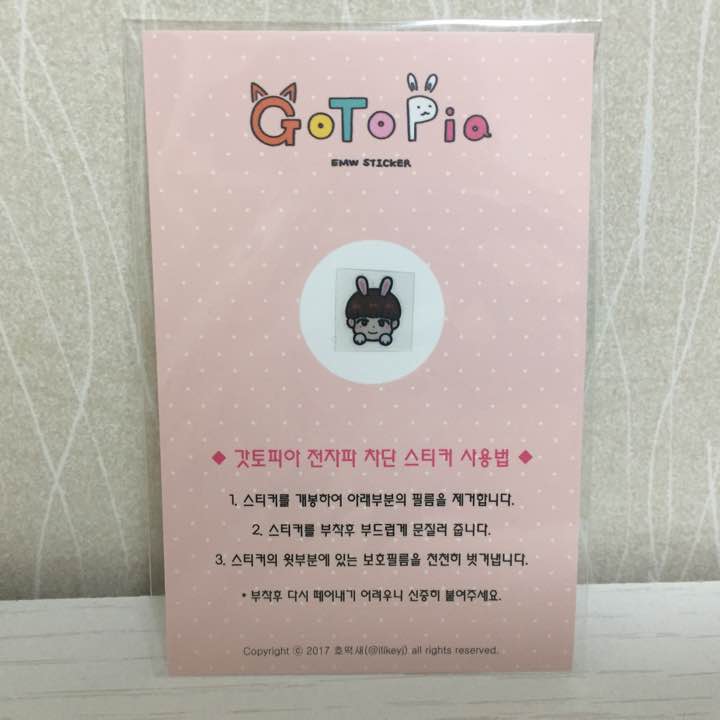 GoToPia
EMW STICKER
◆ 갓토피아 전자파 차단 스티커 사용법 ◆
1. 스티커를 개봉하여 아래부분의 필름을 제거합니다.
2. 스티커를 부착후 부드럽게 문질러 줍니다.
3. 스티커의 윗부분에 있는 보호필름을 천천히 벗겨냅니다.
* 부착후 다시 떼어내기 어려우니 신중히 붙여주세요.
Copyright ⓒ 2017 호떡새(@ilikeyj) all rights reserved.